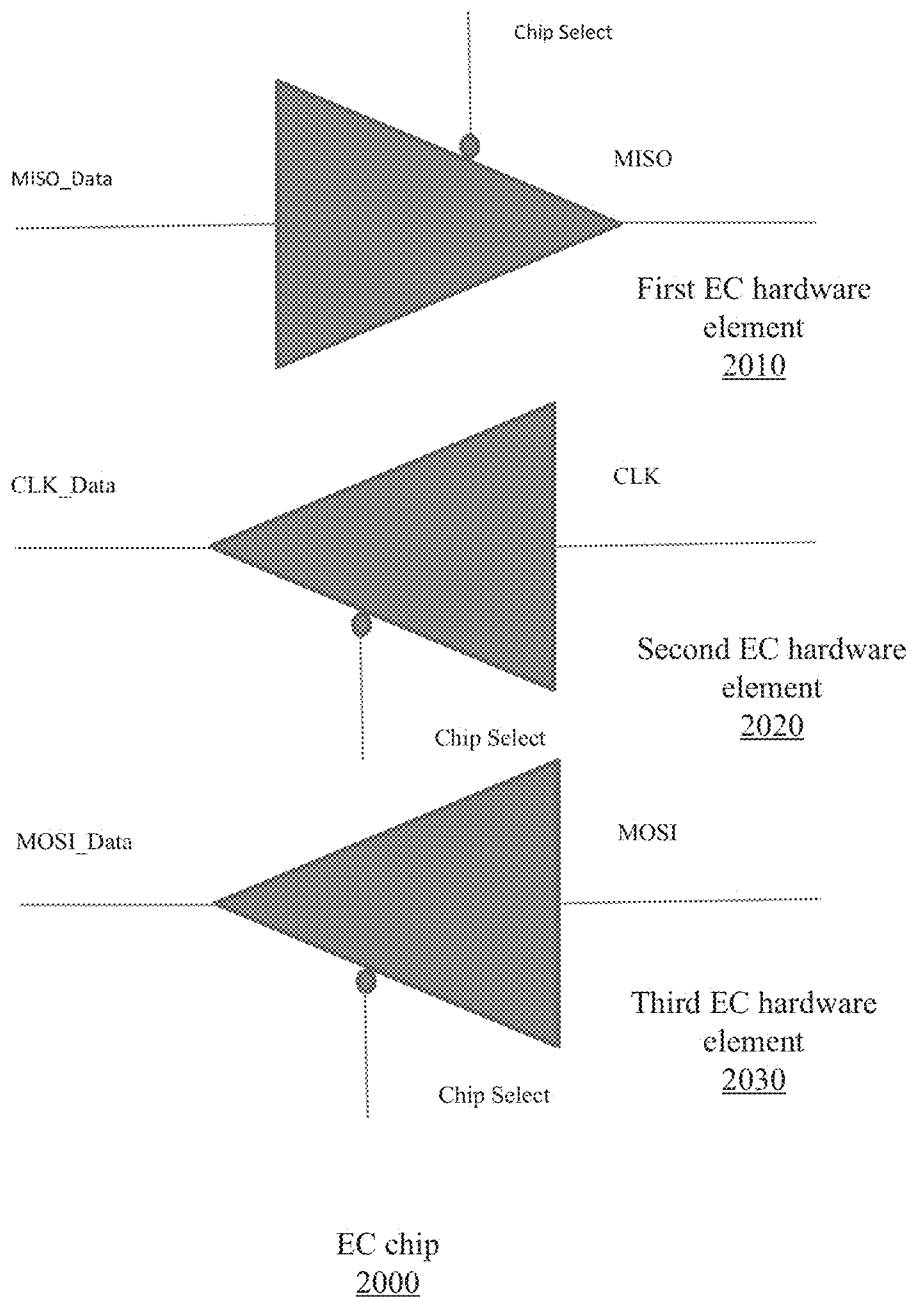 Chip Select
MISO
MISO_Data
First EC hardware
element
2010
CLK_Data
CLK
Second EC hardware
element
2020
Chip Select
MOSI_Data
MOSI
Third EC hardware
element
2030
Chip Select
EC chip
2000